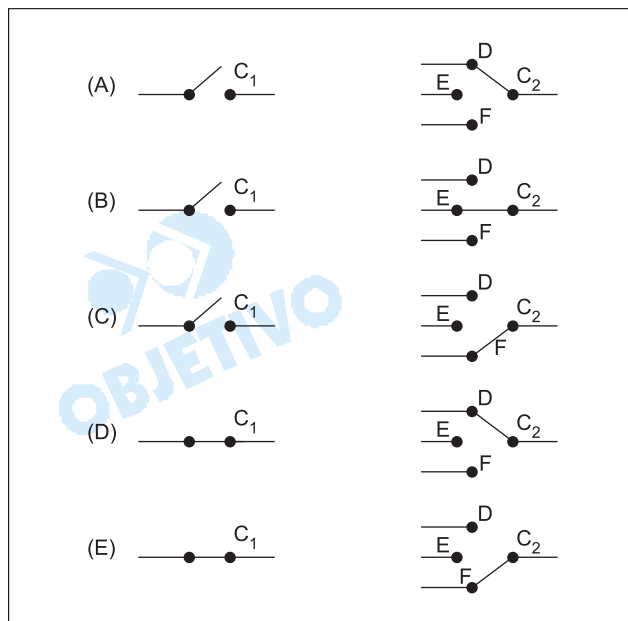 (A) C1 D E C2 F
(B) C1 D E C2 F
(C) C1 D E C2 F
(D) C1 D E C2 F
(E) C1 D E C2 F
OBJETIVO